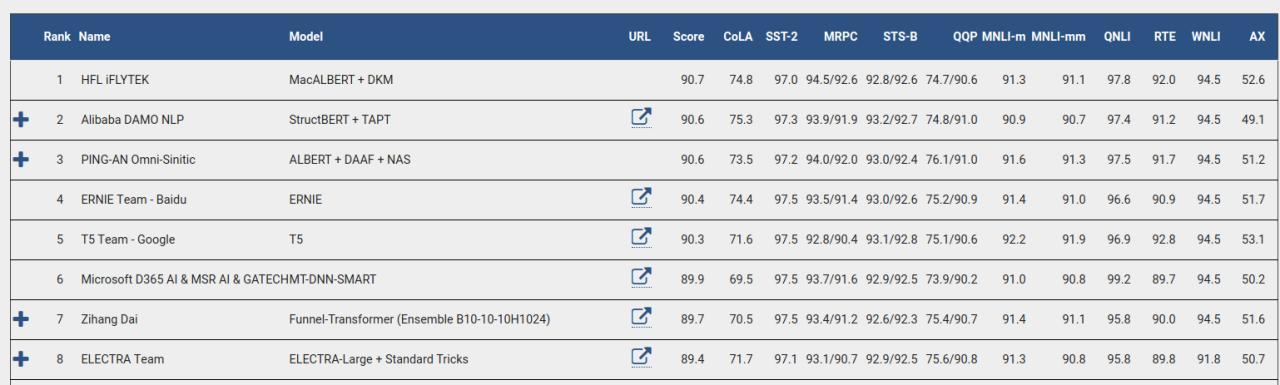 Rank Name Model URL Score CoLA SST-2 MRPC STS-B QQP MNLI-m MNLI-mm QNLI RTE WNLI AX
1 HFL iFLYTEK MacALBERT + DKM 90.7 74.8 97.0 94.5/92.6 92.8/92.6 74.7/90.6 91.3 91.1 97.8 92.0 94.5 52.6
2 Alibaba DAMO NLP StructBERT + TAPT 90.6 75.3 97.3 93.9/91.9 93.2/92.7 74.8/91.0 90.9 90.7 97.4 91.2 94.5 49.1
3 PING-AN Omni-Sinitic ALBERT + DAAF + NAS 90.6 73.5 97.2 94.0/92.0 93.0/92.4 76.1/91.0 91.6 91.3 97.5 91.7 94.5 51.2
4 ERNIE Team - Baidu ERNIE 90.4 74.4 97.5 93.5/91.4 93.0/92.6 75.2/90.9 91.4 91.0 96.6 90.9 94.5 51.7
5 T5 Team - Google T5 90.3 71.6 97.5 92.8/90.4 93.1/92.8 75.1/90.6 92.2 91.9 96.9 92.8 94.5 53.1
6 Microsoft D365 AI & MSR AI & GATECHMT-DNN-SMART 89.9 69.5 97.5 93.7/91.6 92.9/92.5 73.9/90.2 91.0 90.8 99.2 89.7 94.5 50.2
7 Zihang Dai Funnel-Transformer (Ensemble B10-10-10H1024) 89.7 70.5 97.5 93.4/91.2 92.6/92.3 75.4/90.7 91.4 91.1 95.8 90.0 94.5 51.6
8 ELECTRA Team ELECTRA-Large + Standard Tricks 89.4 71.7 97.1 93.1/90.7 92.9/92.5 75.6/90.8 91.3 90.8 95.8 89.8 91.8 50.7